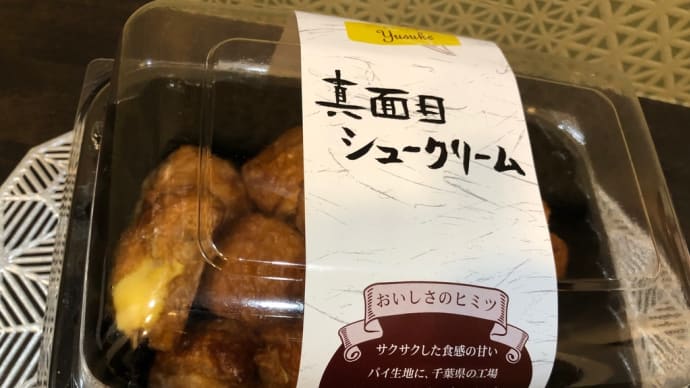 Yusuke
真面目
シュークリーム
おいしさのヒミツ
サクサクした食感の甘い
パイ生地に、千葉県の工場